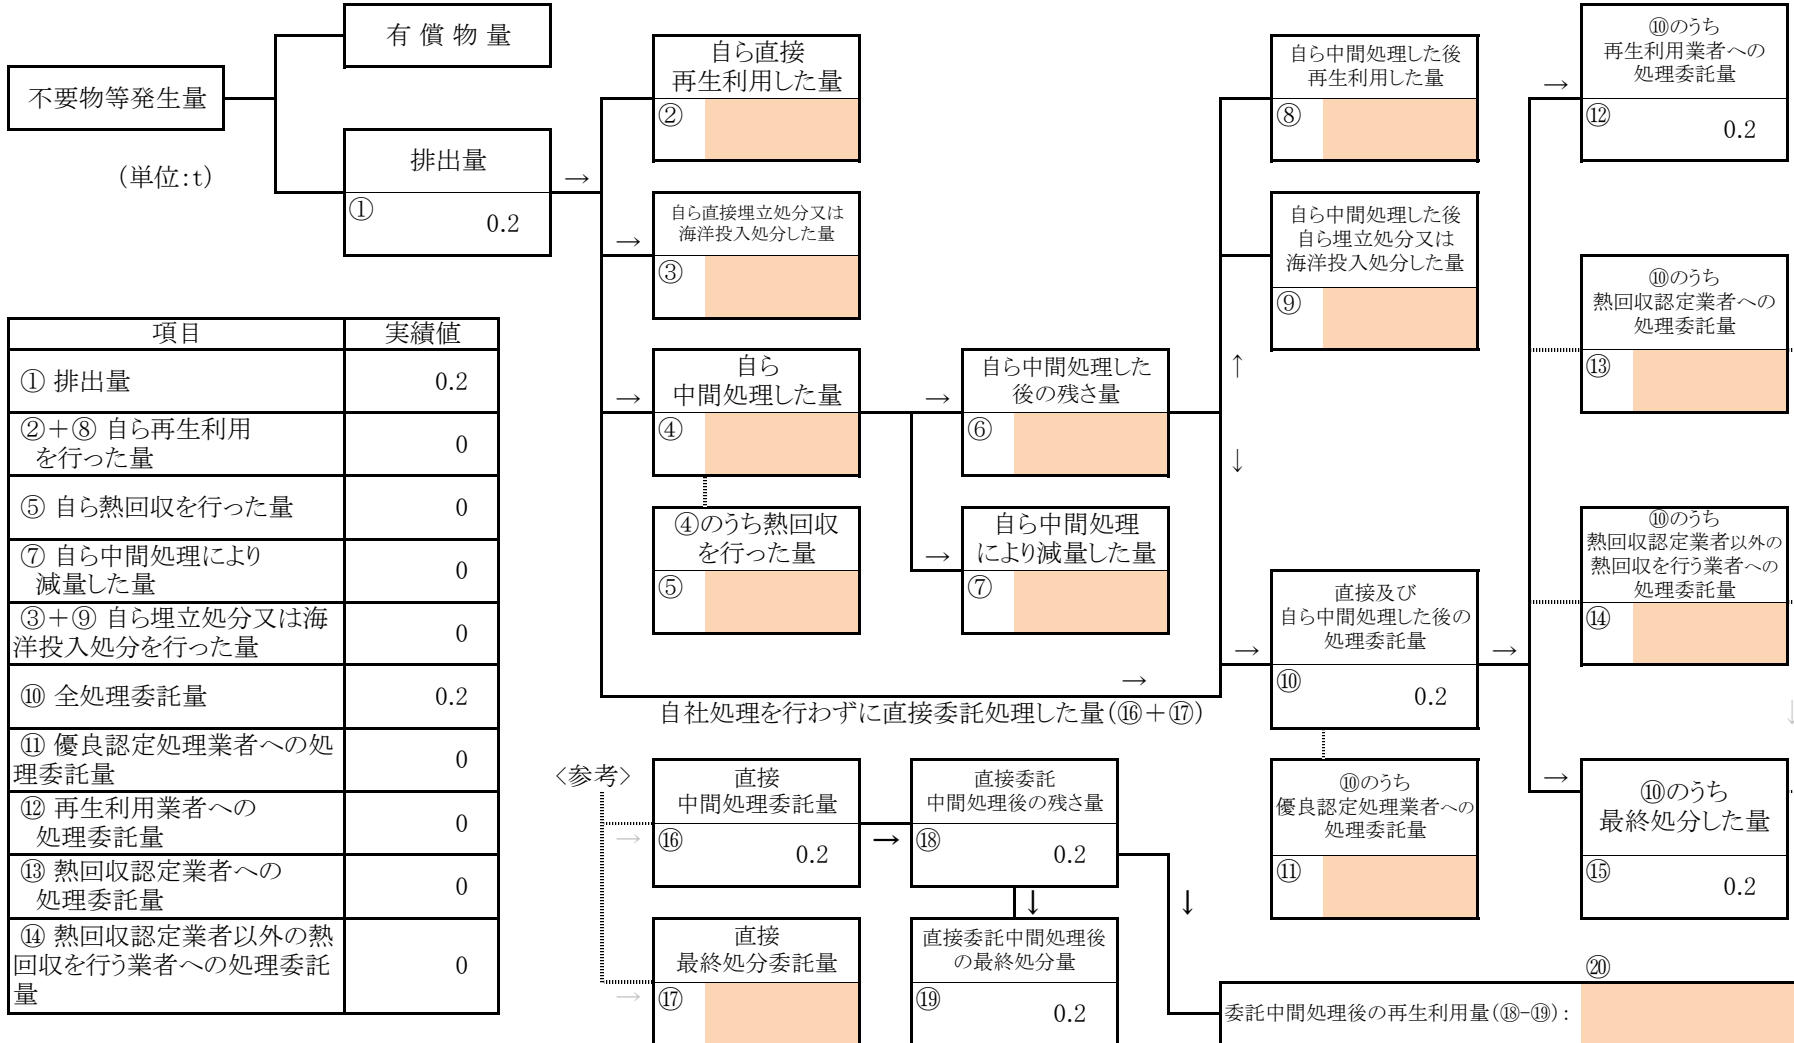 有 償 物 量
不要物等発生量
(単位:t)
排出量
①
0.2
→
自ら直接
再生利用した量
②
→
自ら直接埋立処分又は
海洋投入処分した量
③
→
自ら
中間処理した量
④
④のうち熱回収
を行った量
⑤
→
自ら中間処理した
後の残さ量
⑥
→
自ら中間処理
により減量した量
⑦
↑
↓
自ら中間処理した後
再生利用した量
⑧
自ら中間処理した後
自ら埋立処分又は
海洋投入処分した量
⑨
→
直接及び
自ら中間処理した後の
処理委託量
⑩
0.2
→
⑩のうち
優良認定処理業者への
処理委託量
⑪
→
⑩のうち
再生利用業者への
処理委託量
⑫
0.2
⑩のうち
熱回収認定業者への
処理委託量
⑬
⑩のうち
熱回収認定業者以外の
熱回収を行う業者への
処理委託量
⑭
↓
→
⑩のうち
最終処分した量
⑮
0.2
→
自社処理を行わずに直接委託処理した量(⑯+⑰)
〈参考〉
→
直接
中間処理委託量
⑯
0.2
→
直接委託
中間処理後の残さ量
⑱
0.2
↓
↓
→
直接
最終処分委託量
⑰
直接委託中間処理後
の最終処分量
⑲
0.2
⑳
委託中間処理後の再生利用量(⑱-⑲):
項目 実績値
① 排出量 0.2
②+⑧ 自ら再生利用
を行った量
0
⑤ 自ら熱回収を行った量 0
⑦ 自ら中間処理により
減量した量
0
③+⑨ 自ら埋立処分又は海
洋投入処分を行った量
0
⑩ 全処理委託量 0.2
⑪ 優良認定処理業者への処
理委託量
0
⑫ 再生利用業者への
処理委託量
0
⑬ 熱回収認定業者への
処理委託量
0
⑭ 熱回収認定業者以外の熱
回収を行う業者への処理委託
量
0